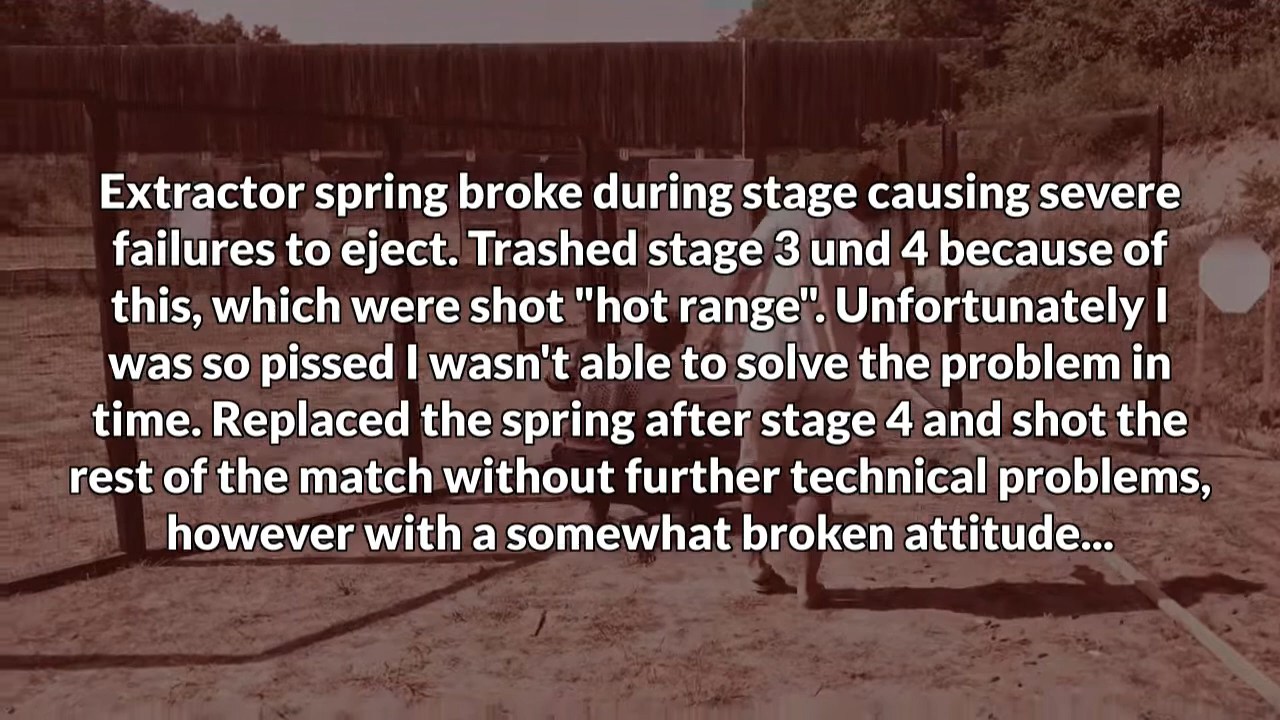 Extractor spring broke during stage causing severe
failures to eject. Trashed stage 3 und 4 because of
this, which were shot "hot range". Unfortunately I
was so pissed I wasn't able to solve the problem in
time. Replaced the spring after stage 4 and shot the
rest of the match without further technical problems,
however with a somewhat broken attitude...